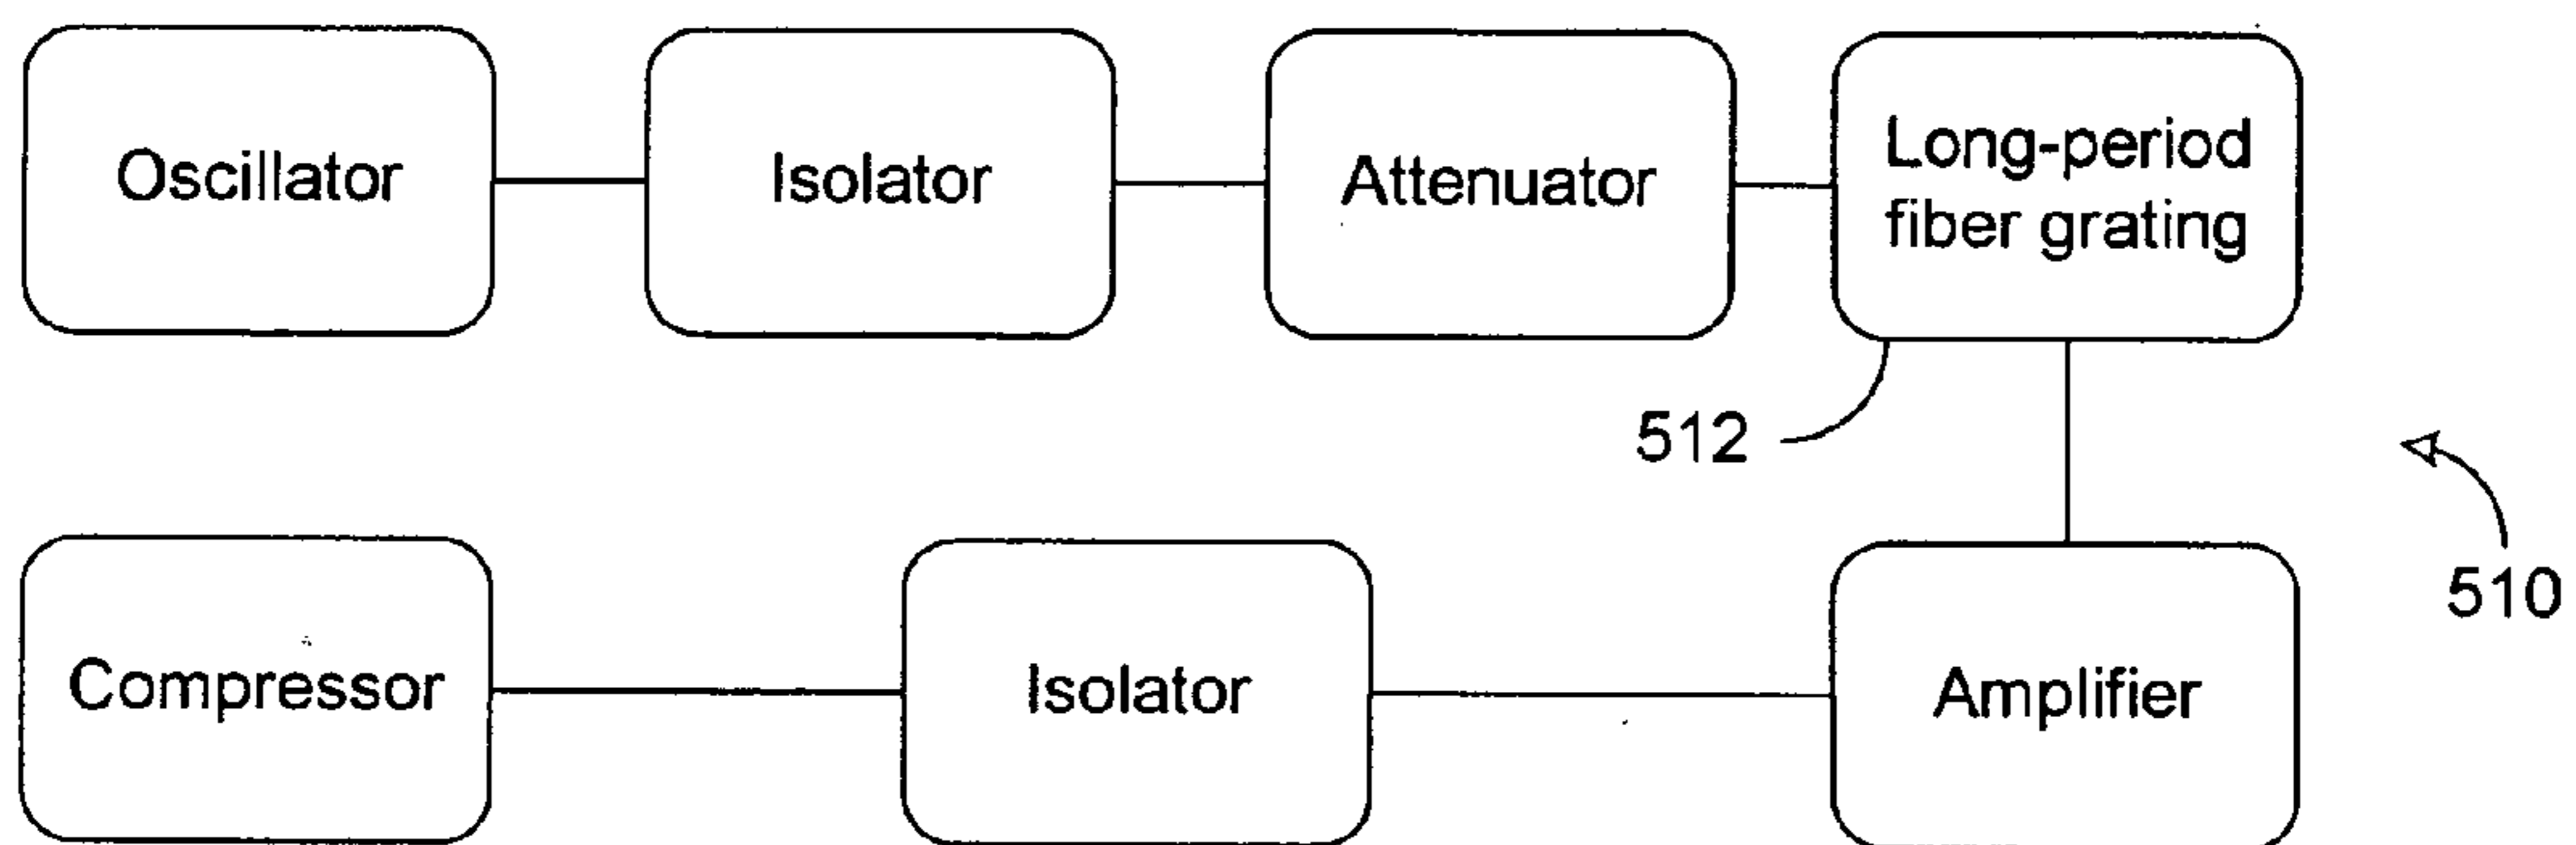 Oscillator
Isolator
Attenuator
Long-period
fiber grating
512
510
Compressor
Isolator
Amplifier